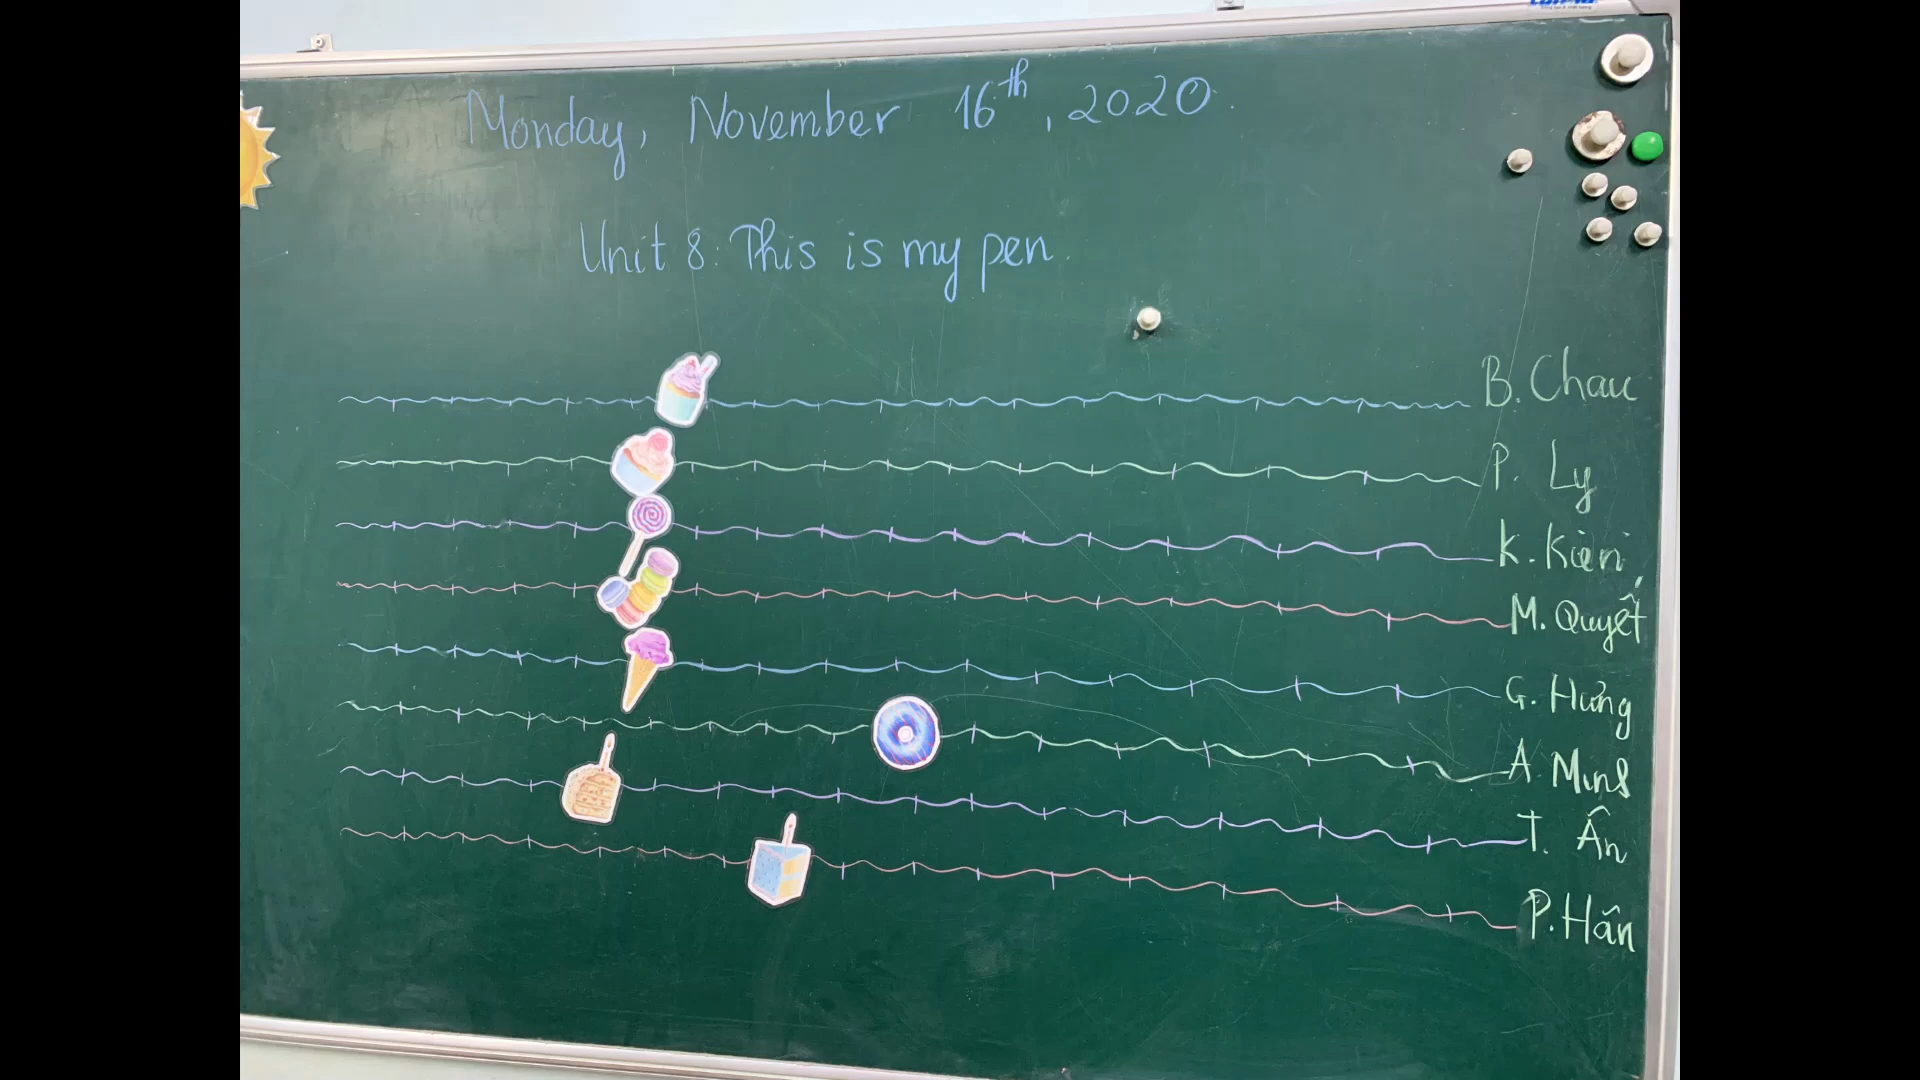 Monday, November 16th, 2020.
Unit 8: This is my pen.
B. Chau
P. Ly
K. Kiên
M. Quyết
G. Hưng
A. Minh
T. Ân
P. Hân